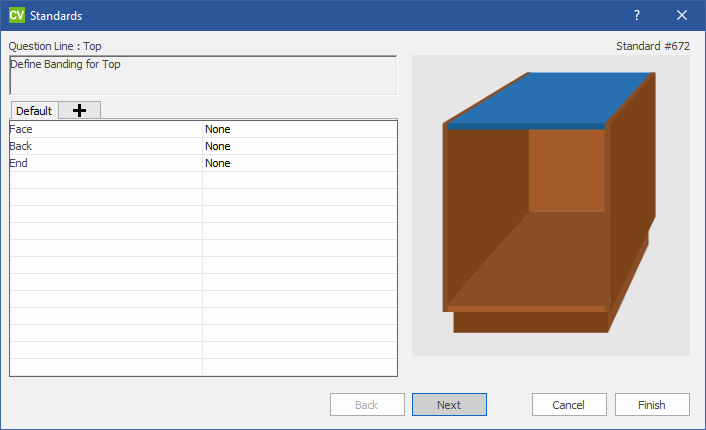 CV Standards ?
Question Line : Top Standard #672
Define Banding for Top
Default
Face None
Back None
End None
Back Next Cancel Finish